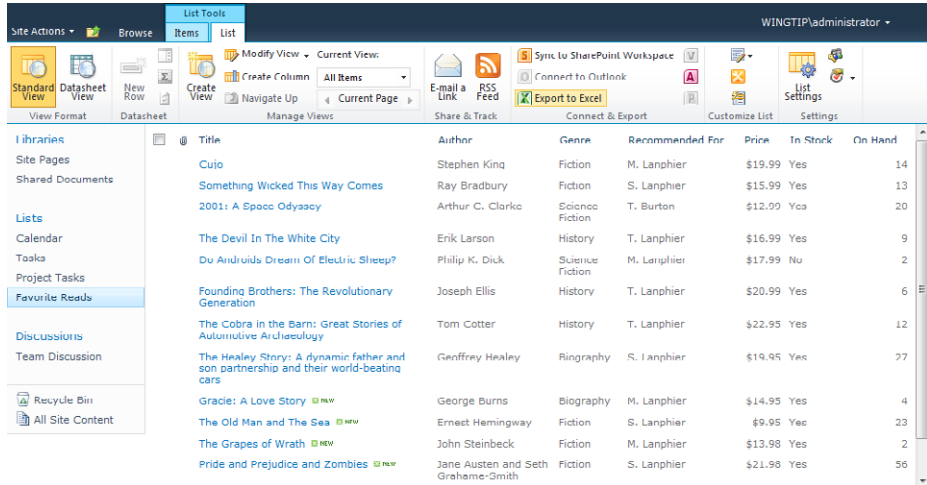 List Tools
WINGTIP\administrator
Site Actions Browse Items List
Standard View
Datasheet View
View Format
New Row
Datasheet
Create View
Modify View
Create Column
Navigate Up
Current View:
All Items
Current Page
Manage Views
E-mail a Link
RSS Feed
Share & Track
Sync to SharePoint Workspace
Connect to Outlook
Export to Excel
Connect & Export
Customize List
List Settings
Settings
Libraries
Site Pages
Shared Documents
Lists
Calendar
Tasks
Project Tasks
Favorite Reads
Discussions
Team Discussion
Recycle Bin
All Site Content
Title Author Genre Recommended For Price In Stock On Hand
Cujo Stephen King Fiction M. Lanphier $19.99 Yes 14
Something Wicked This Way Comes Ray Bradbury Fiction S. Lanphier $15.99 Yes 13
2001: A Space Odyssey Arthur C. Clarke Science T. Burton $12.99 Yes 20
Fiction
The Devil In The White City Erik Larson History T. Lanphier $16.99 Yes 9
Do Androids Dream Of Electric Sheep? Philip K. Dick Science M. Lanphier $17.99 No 2
Fiction
Founding Brothers: The Revolutionary Joseph Ellis History T. Lanphier $20.99 Yes 6
Generation
The Cobra in the Barn: Great Stories of Tom Cotter History T. Lanphier $22.95 Yes 12
Automotive Archaeology
The Healey Story: A dynamic father and Geoffrey Healey Biography S. Lanphier $19.95 Yes 27
son partnership and their world-beating
cars
Gracie: A Love Story NEW George Burns Biography M. Lanphier $14.95 Yes 4
The Old Man and The Sea NEW Ernest Hemingway Fiction S. Lanphier $9.95 Yes 23
The Grapes of Wrath NEW John Steinbeck Fiction M. Lanphier $13.98 Yes 2
Pride and Prejudice and Zombies NEW Jane Austen and Seth Fiction S. Lanphier $21.98 Yes 56
Grahame-Smith